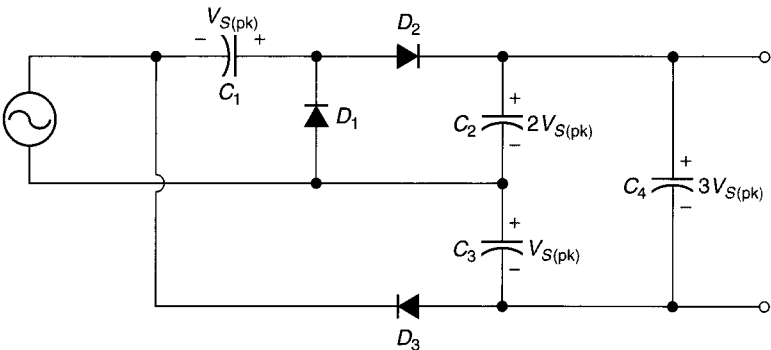 V_S(pk)
- +
C_1
D_2
D_1
+
C_2 2V_S(pk)
-
+
C_4 3V_S(pk)
-
+
C_3 V_S(pk)
-
D_3